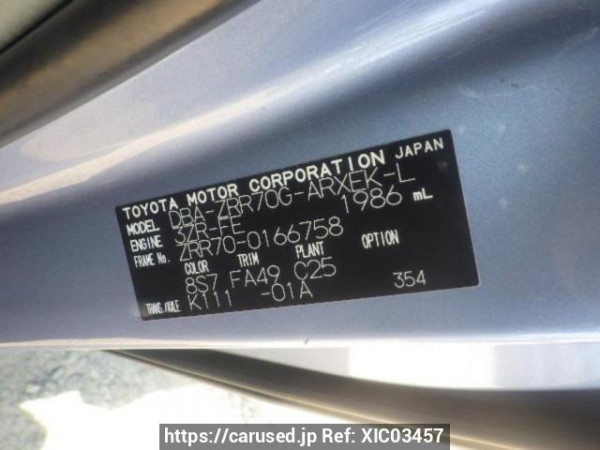 TOYOTA MOTOR CORPORATION JAPAN
MODEL DBA-ZRR70G-ARXEK-L
ENGINE 3ZR-FE 1986 mL
FRAME No. ZRR70-0166758
COLOR TRIM PLANT OPTION
8S7 FA49 C25
TRANS./AXLE K111 -01A 354
https://carused.jp Ref: XIC03457